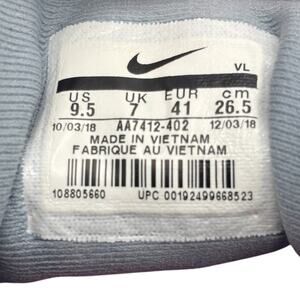 VL
US UK EUR cm
9.5 7 41 26.5
10/03/18 AA7412-402 12/03/18
MADE IN VIETNAM
FABRIQUE AU VIETNAM
108805660 UPC 00192499668523